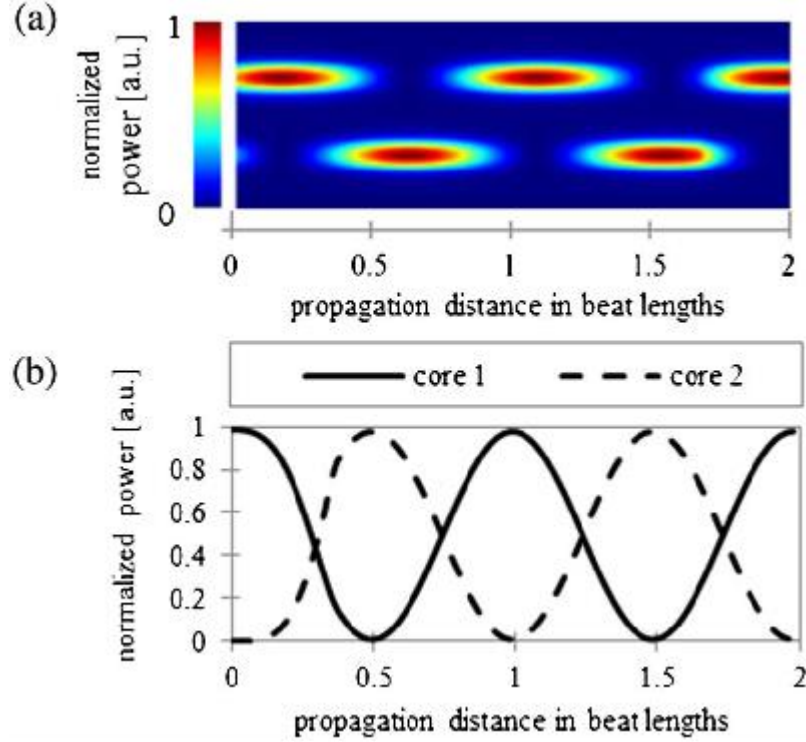 (a)
1
normalized
power [a.u.]
0
0 0.5 1 1.5 2
propagation distance in beat lengths
(b)
core 1 core 2
normalized power [a.u.]
1
0.8
0.6
0.4
0.2
0
0 0.5 1 1.5 2
propagation distance in beat lengths